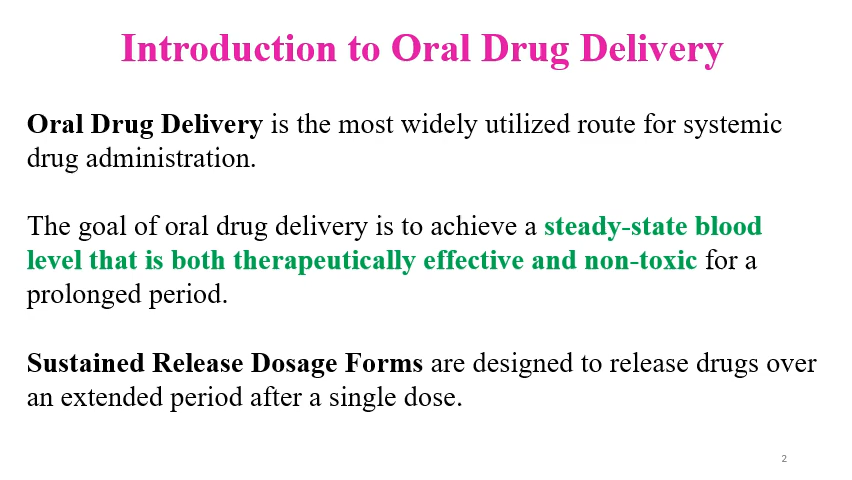 Introduction to Oral Drug Delivery
Oral Drug Delivery is the most widely utilized route for systemic
drug administration.
The goal of oral drug delivery is to achieve a steady-state blood
level that is both therapeutically effective and non-toxic for a
prolonged period.
Sustained Release Dosage Forms are designed to release drugs over
an extended period after a single dose.
2